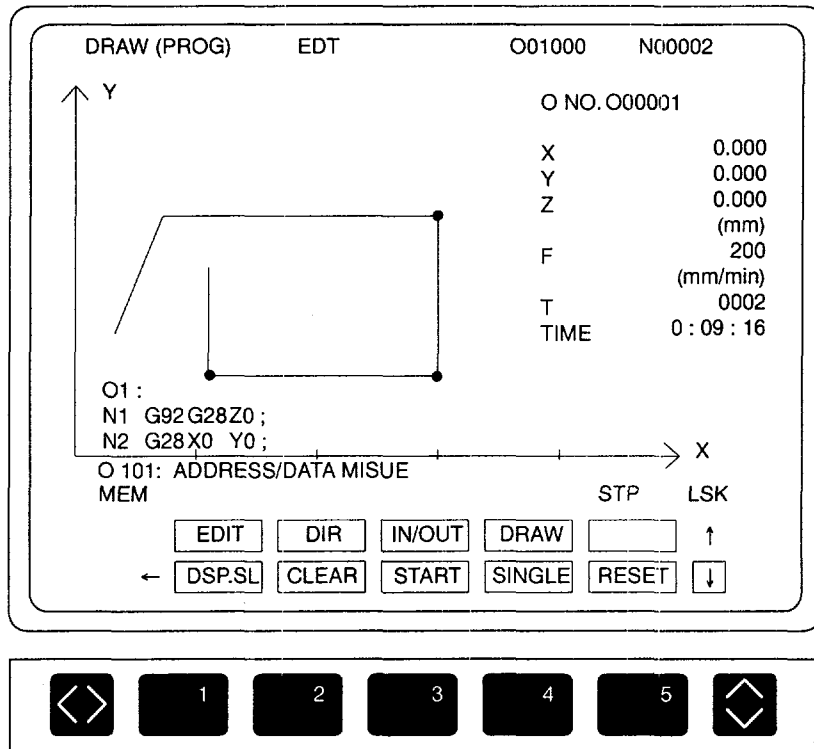 DRAW (PROG) EDT O01000 N00002
Y
O NO. O00001
X 0.000
Y 0.000
Z 0.000
(mm)
F 200
(mm/min)
T 0002
TIME 0 : 09 : 16
O1 :
N1 G92 G28 Z0 ;
N2 G28 X0 Y0 ;
X
O 101: ADDRESS/DATA MISUE
MEM STP LSK
EDIT DIR IN/OUT DRAW ↑
← DSP.SL CLEAR START SINGLE RESET ↓
1 2 3 4 5